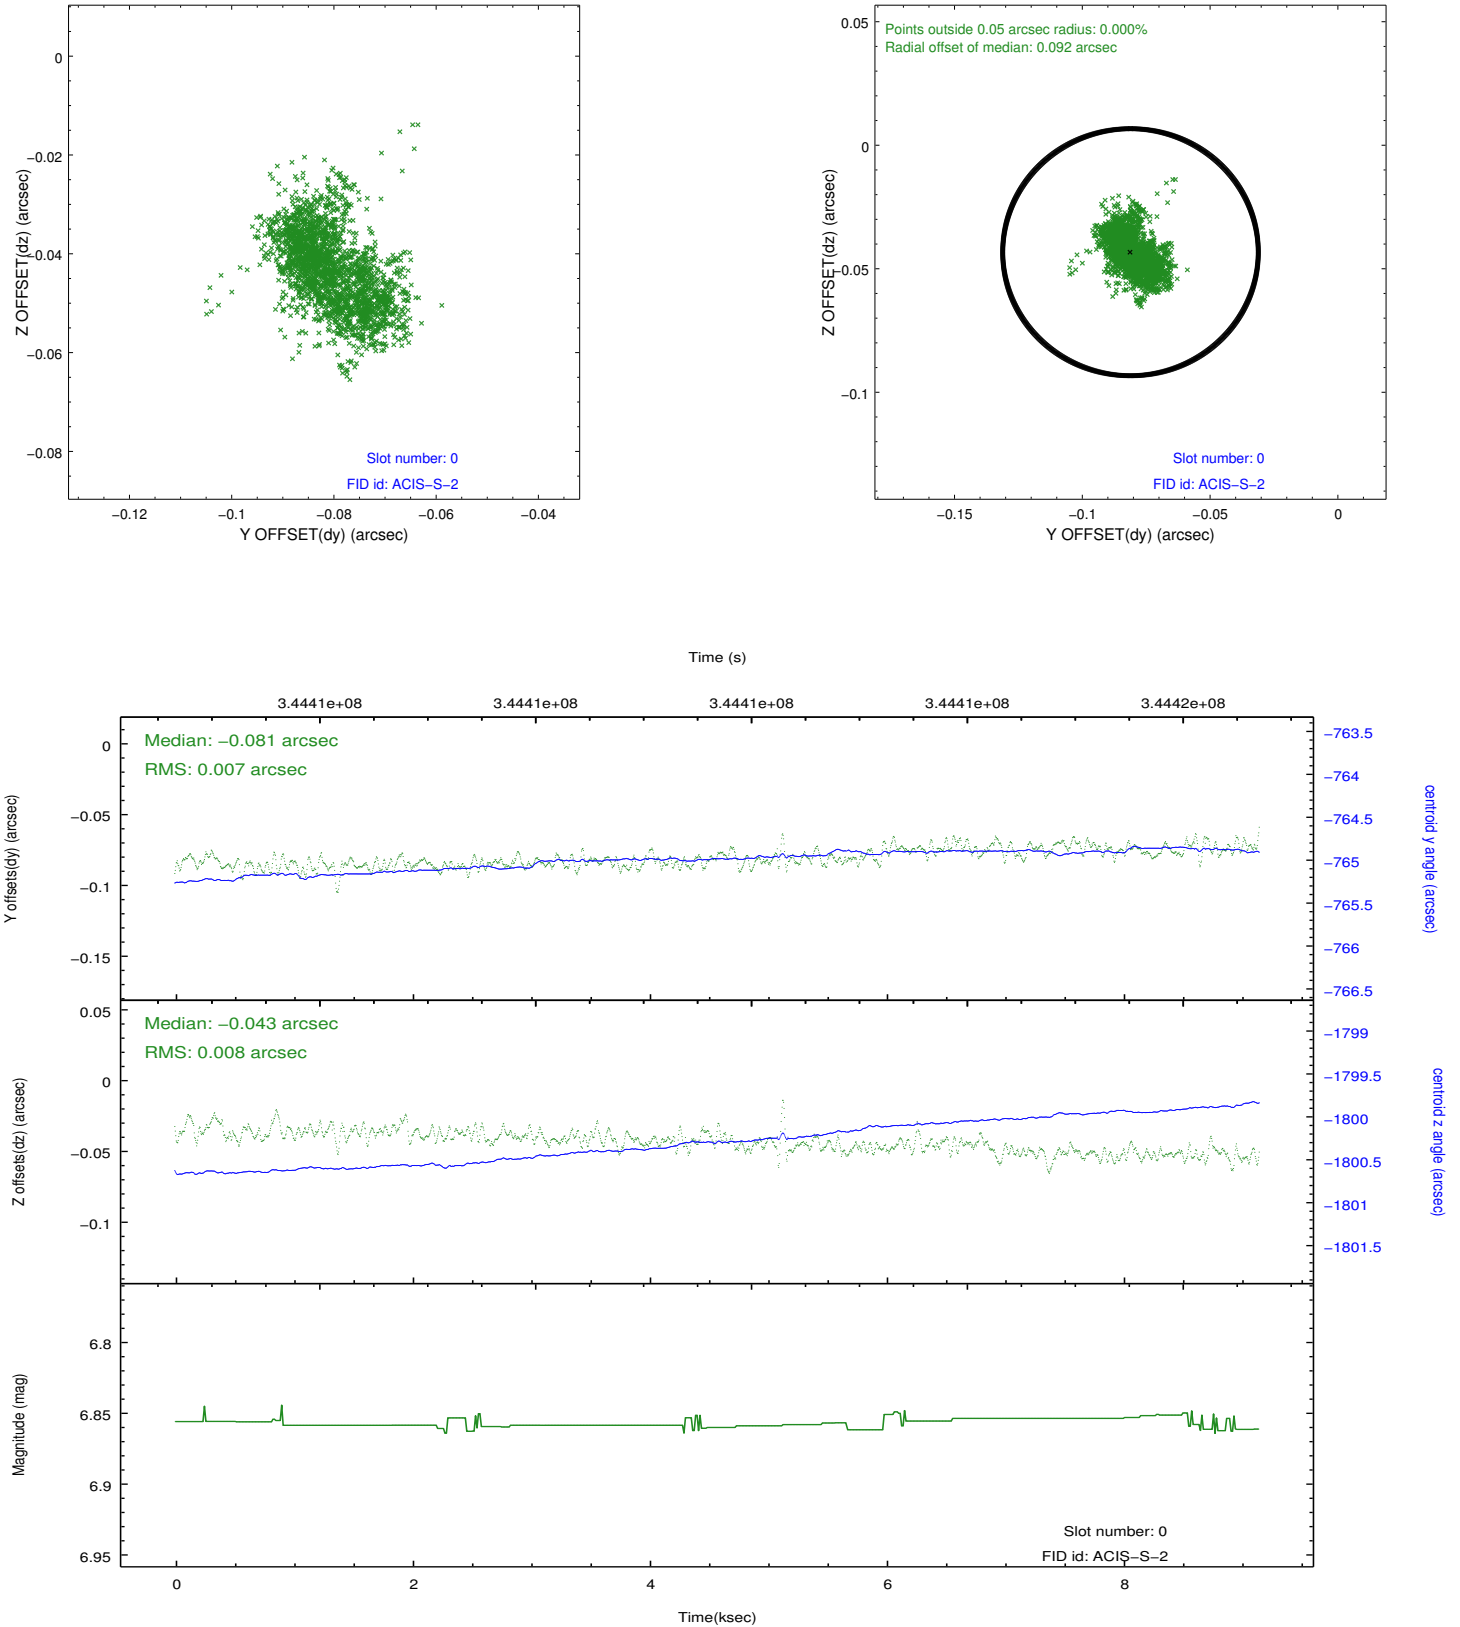 0
−0.02
−0.04
−0.06
−0.08
Z OFFSET(dz) (arcsec)
Slot number: 0
FID id: ACIS−S−2
−0.12
−0.1
−0.08
−0.06
−0.04
Y OFFSET(dy) (arcsec)
0.05
0
−0.05
−0.1
Z OFFSET(dz) (arcsec)
Points outside 0.05 arcsec radius: 0.000%
Radial offset of median: 0.092 arcsec
Slot number: 0
FID id: ACIS−S−2
−0.15
−0.1
−0.05
0
Y OFFSET(dy) (arcsec)
Time (s)
3.4441e+08
3.4441e+08
3.4441e+08
3.4441e+08
3.4442e+08
Median: −0.081 arcsec
RMS: 0.007 arcsec
0
−0.05
−0.1
−0.15
Y offsets(dy) (arcsec)
−763.5
−764
−764.5
−765
−765.5
−766
−766.5
centroid y angle (arcsec)
Median: −0.043 arcsec
RMS: 0.008 arcsec
0.05
0
−0.05
−0.1
Z offsets(dz) (arcsec)
−1799
−1799.5
−1800
−1800.5
−1801
−1801.5
centroid z angle (arcsec)
6.8
6.85
6.9
6.95
Magnitude (mag)
Slot number: 0
FID id: ACIS−S−2
0
2
4
6
8
Time(ksec)